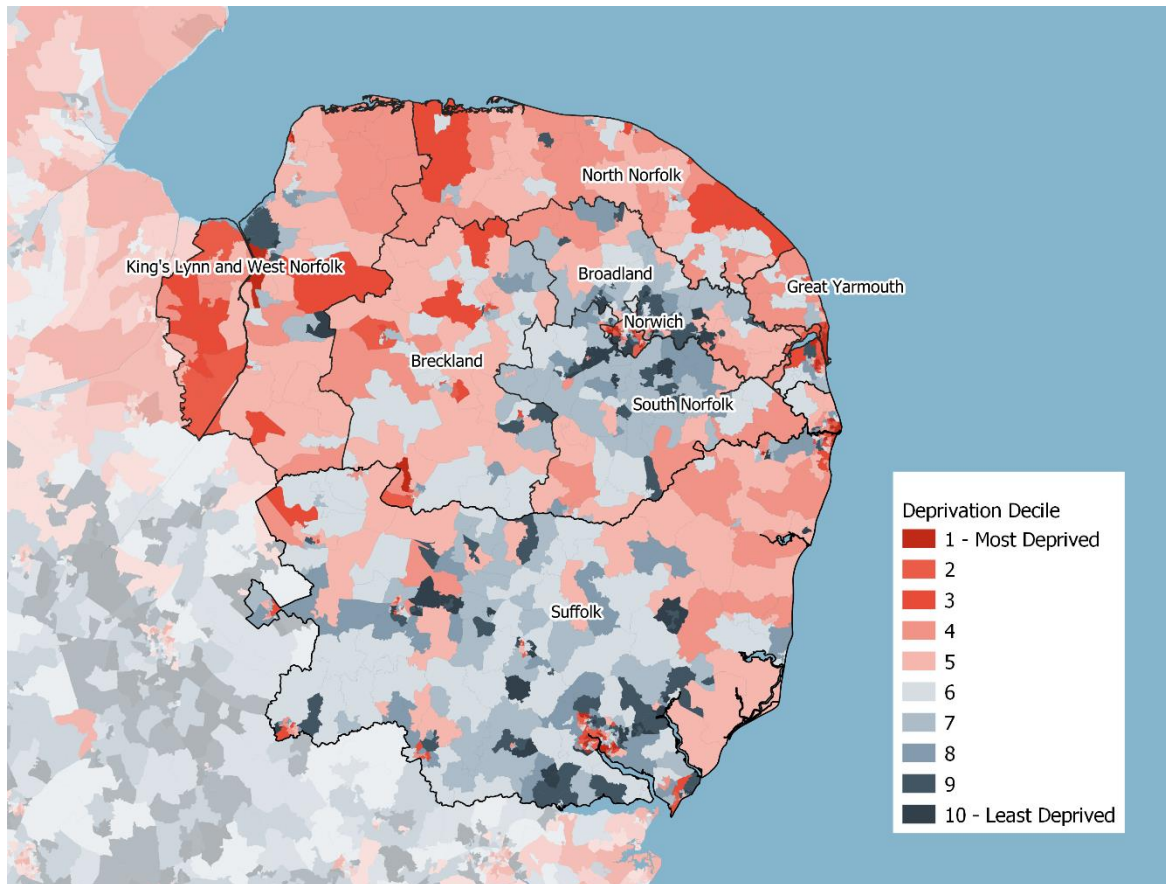 North Norfolk
King's Lynn and West Norfolk
Broadland
Great Yarmouth
Norwich
Breckland
South Norfolk
Suffolk
Deprivation Decile
1 - Most Deprived
2
3
4
5
6
7
8
9
10 - Least Deprived